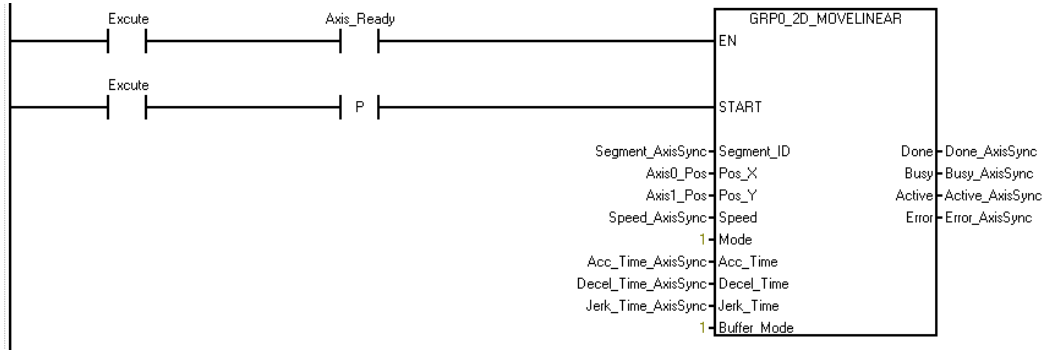 Excute Axis_Ready GRP0_2D_MOVELINEAR
EN
Excute
P START
Segment_AxisSync Segment_ID Done Done_AxisSync
Axis0_Pos Pos_X Busy Busy_AxisSync
Axis1_Pos Pos_Y Active Active_AxisSync
Speed_AxisSync Speed Error Error_AxisSync
1 Mode
Acc_Time_AxisSync Acc_Time
Decel_Time_AxisSync Decel_Time
Jerk_Time_AxisSync Jerk_Time
1 Buffer_Mode